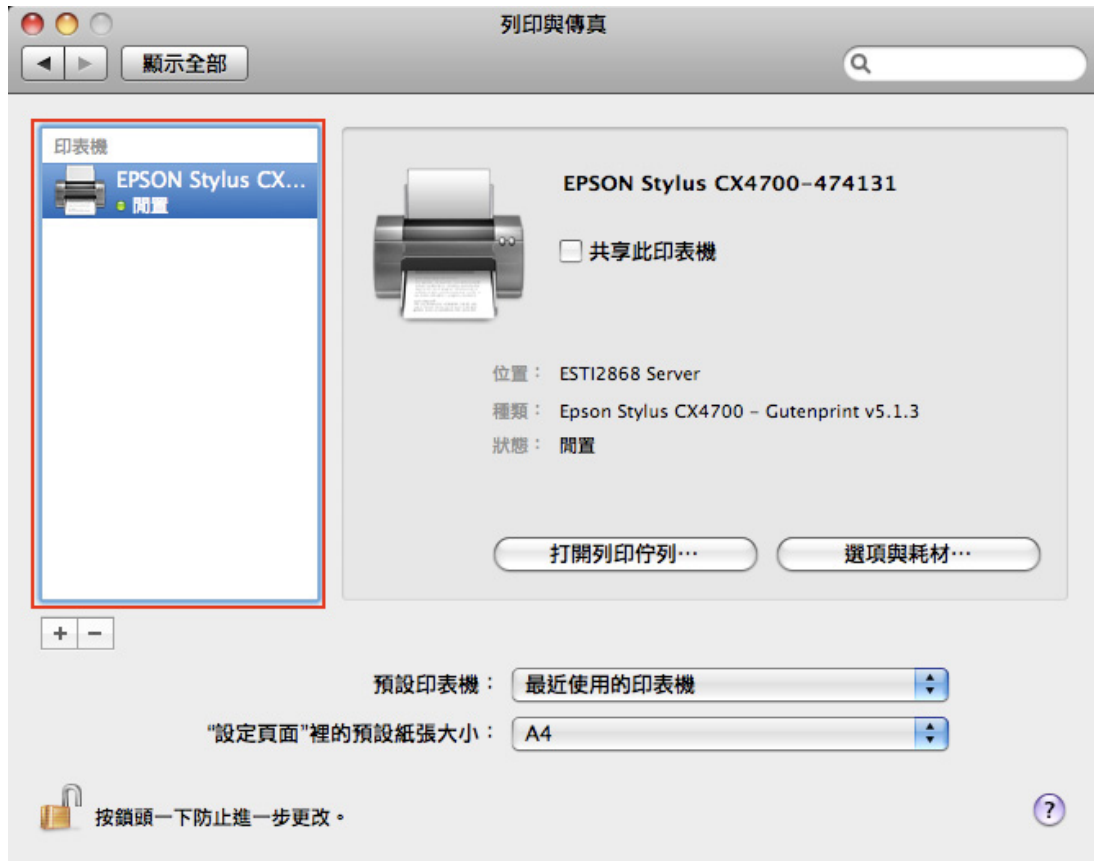 列印與傳真
顯示全部
印表機
EPSON Stylus CX...
閒置
EPSON Stylus CX4700-474131
共享此印表機
位置： ESTI2868 Server
種類： Epson Stylus CX4700 - Gutenprint v5.1.3
狀態： 閒置
打開列印佇列⋯
選項與耗材⋯
+ -
預設印表機： 最近使用的印表機
“設定頁面”裡的預設紙張大小： A4
按鎖頭一下防止進一步更改。
?